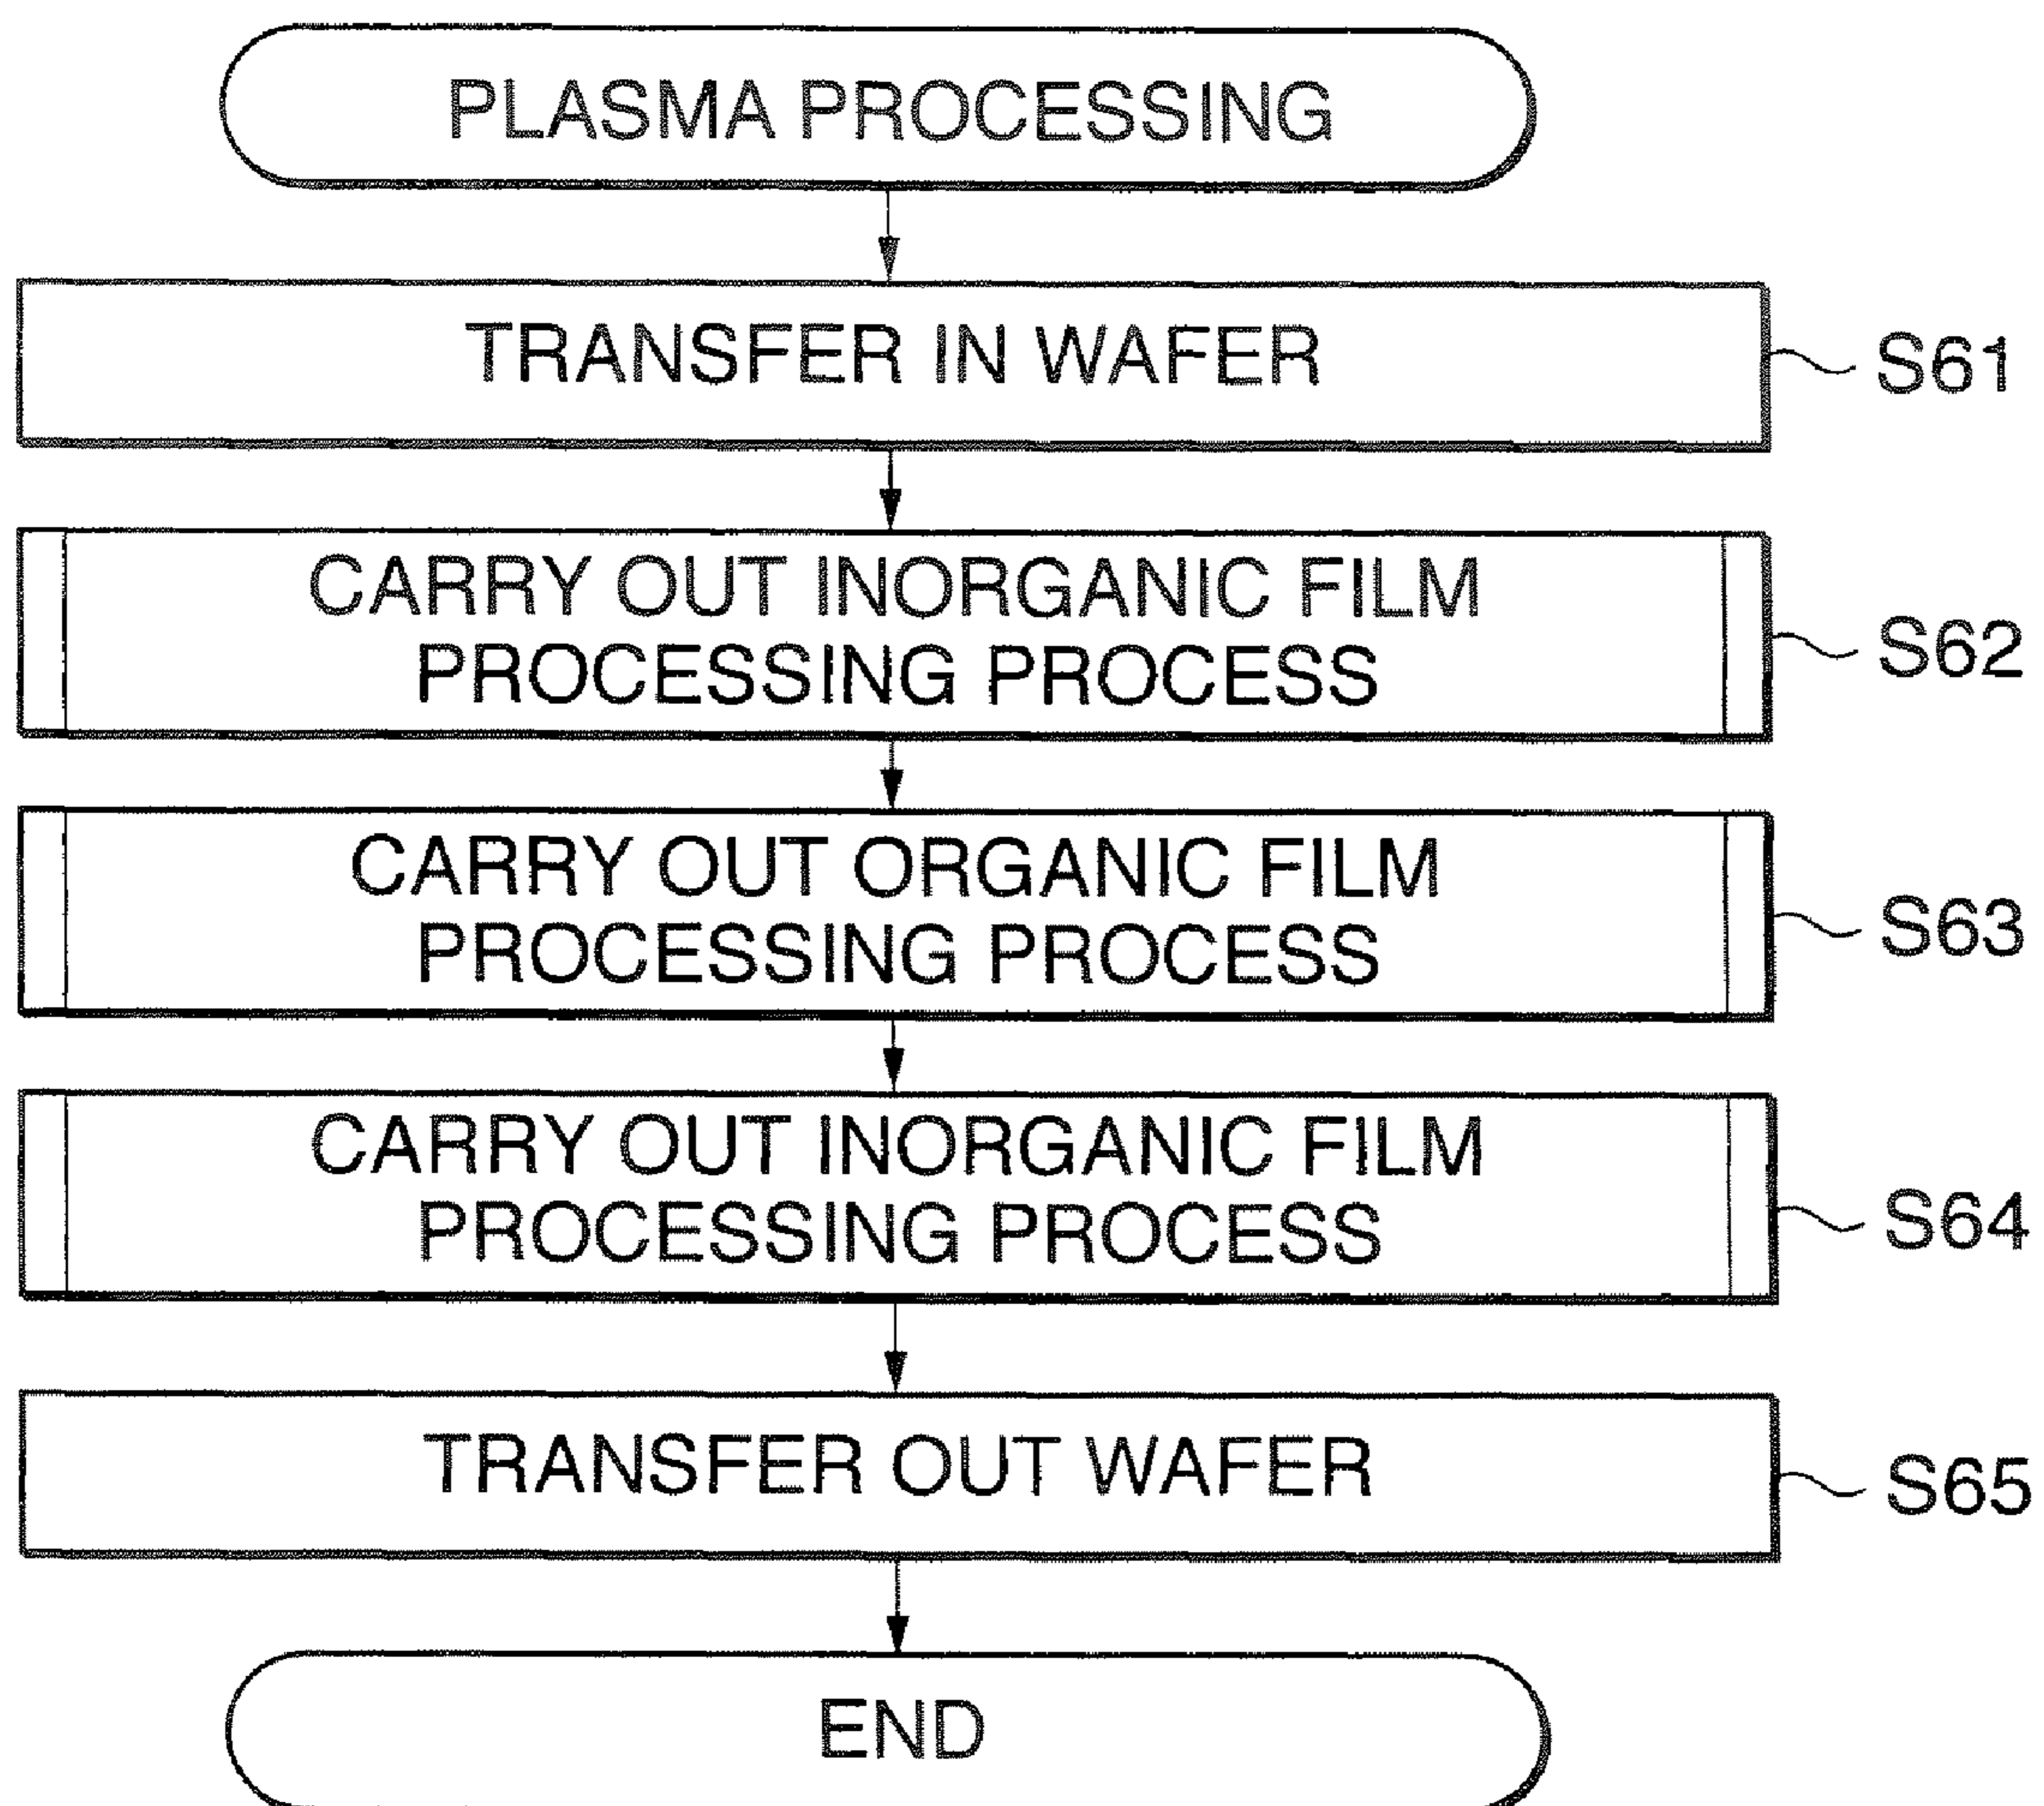 PLASMA PROCESSING
TRANSFER IN WAFER
S61
CARRY OUT INORGANIC FILM
PROCESSING PROCESS
S62
CARRY OUT ORGANIC FILM
PROCESSING PROCESS
S63
CARRY OUT INORGANIC FILM
PROCESSING PROCESS
S64
TRANSFER OUT WAFER
S65
END